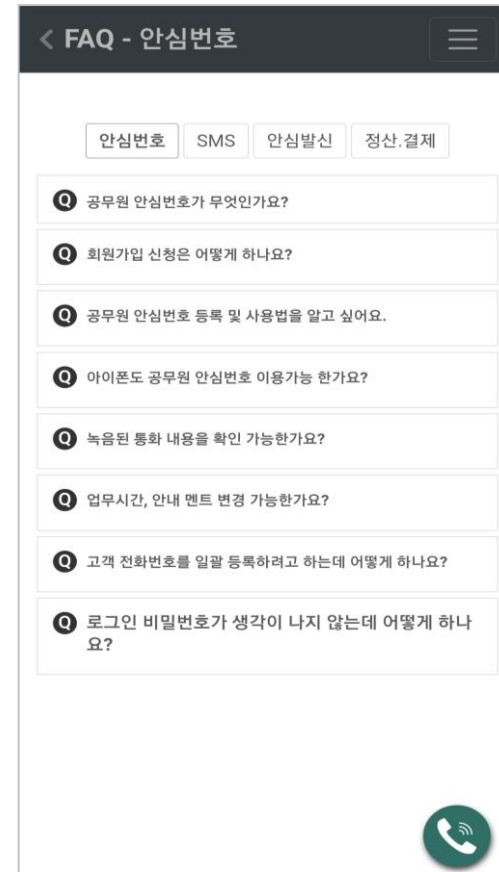 FAQ - 안심번호
안심번호 SMS 안심발신 정산.결제
Q 공무원 안심번호가 무엇인가요?
Q 회원가입 신청은 어떻게 하나요?
Q 공무원 안심번호 등록 및 사용법을 알고 싶어요.
Q 아이폰도 공무원 안심번호 이용가능 한가요?
Q 녹음된 통화 내용을 확인 가능한가요?
Q 업무시간, 안내 멘트 변경 가능한가요?
Q 고객 전화번호를 일괄 등록하려고 하는데 어떻게 하나요?
Q 로그인 비밀번호가 생각이 나지 않는데 어떻게 하나
요?